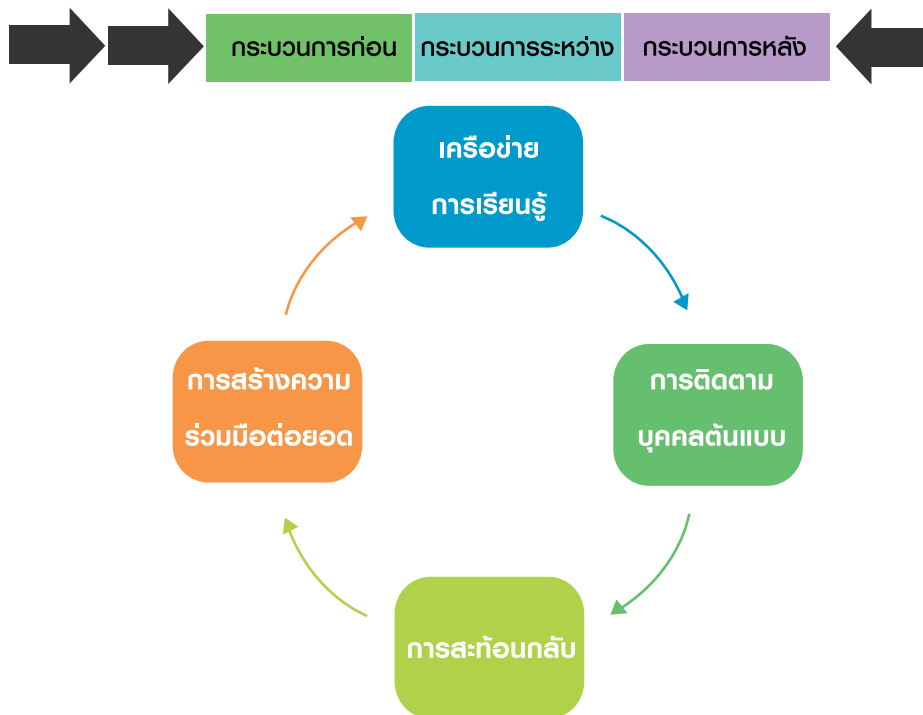 กระบวนการก่อน กระบวนการระหว่าง กระบวนการหลัง
เครือข่าย
การเรียนรู้
การติดตาม
บุคคลต้นแบบ
การสะท้อนกลับ
การสร้างความ
ร่วมมือต่อยอด